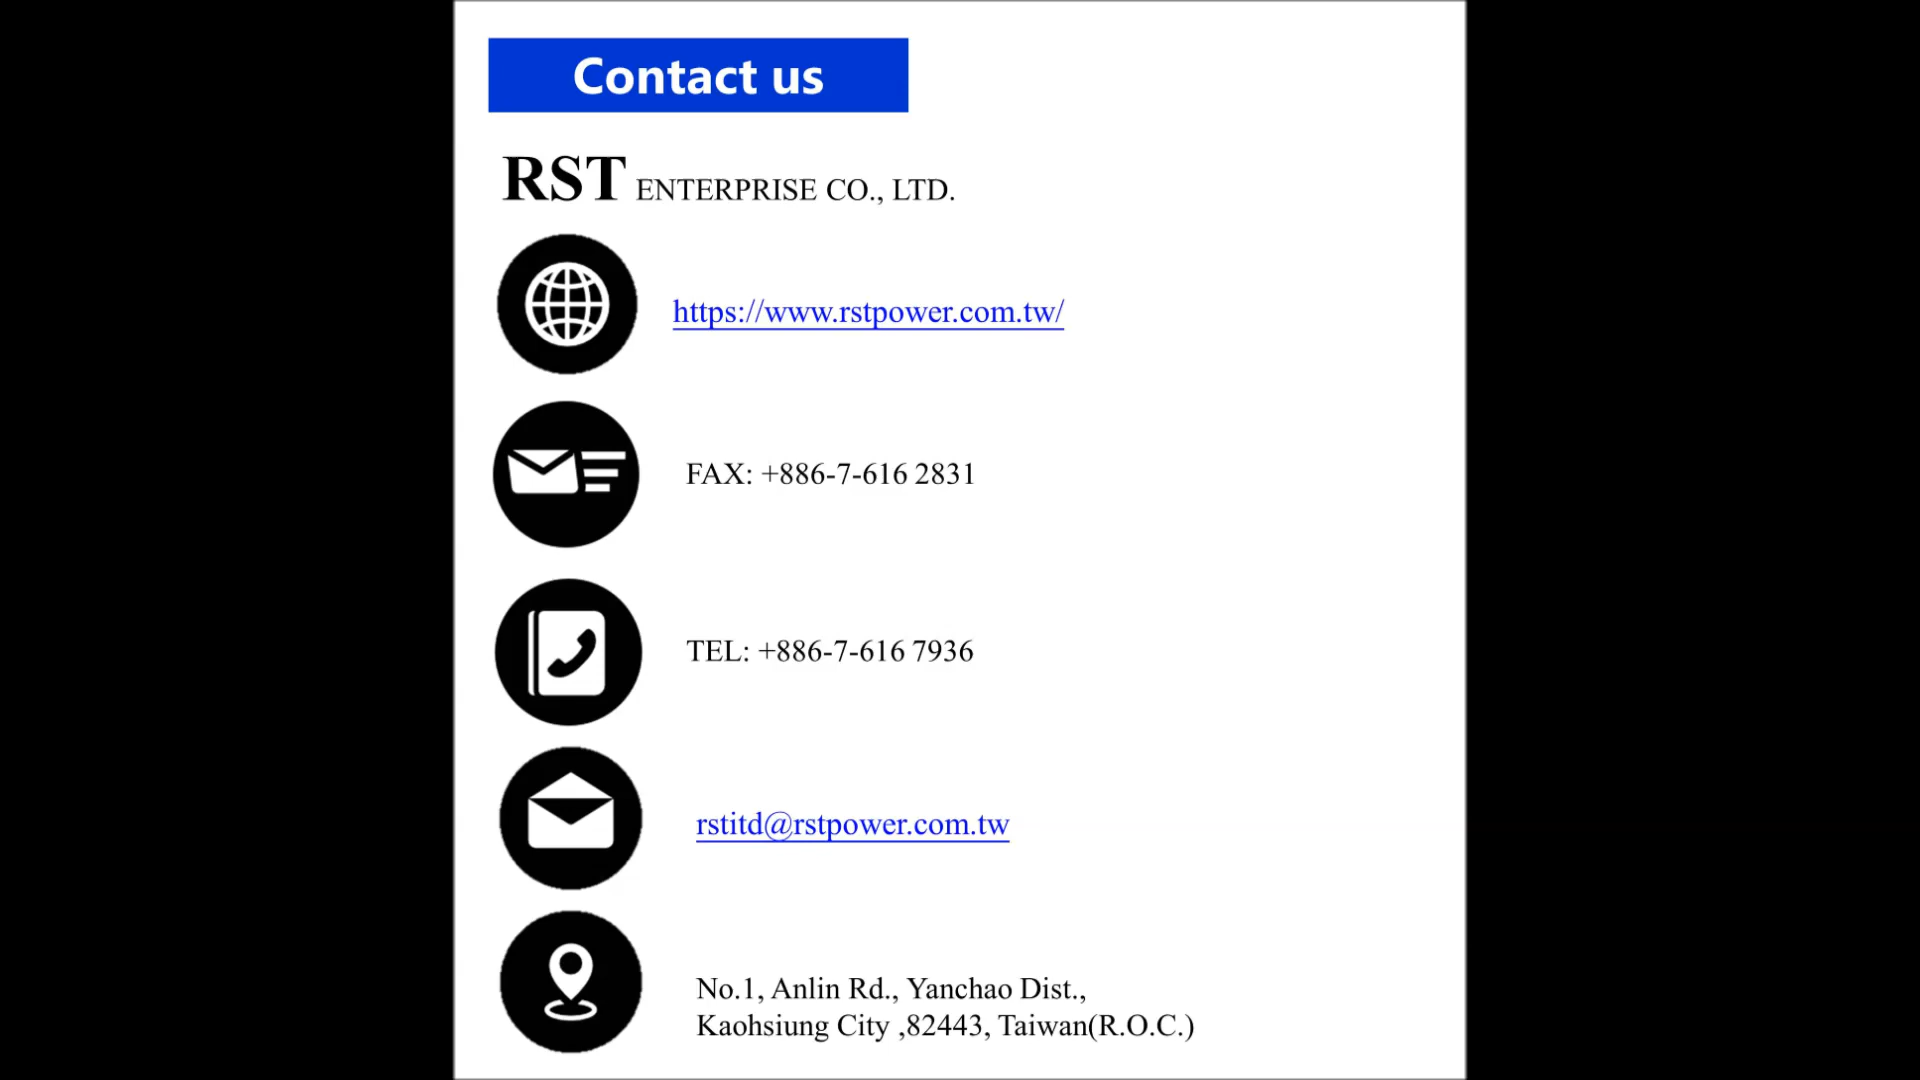 Contact us
RST ENTERPRISE CO., LTD.
https://www.rstpower.com.tw/
FAX: +886-7-616 2831
TEL: +886-7-616 7936
rstitd@rstpower.com.tw
No.1, Anlin Rd., Yanchao Dist.,
Kaohsiung City ,82443, Taiwan(R.O.C.)